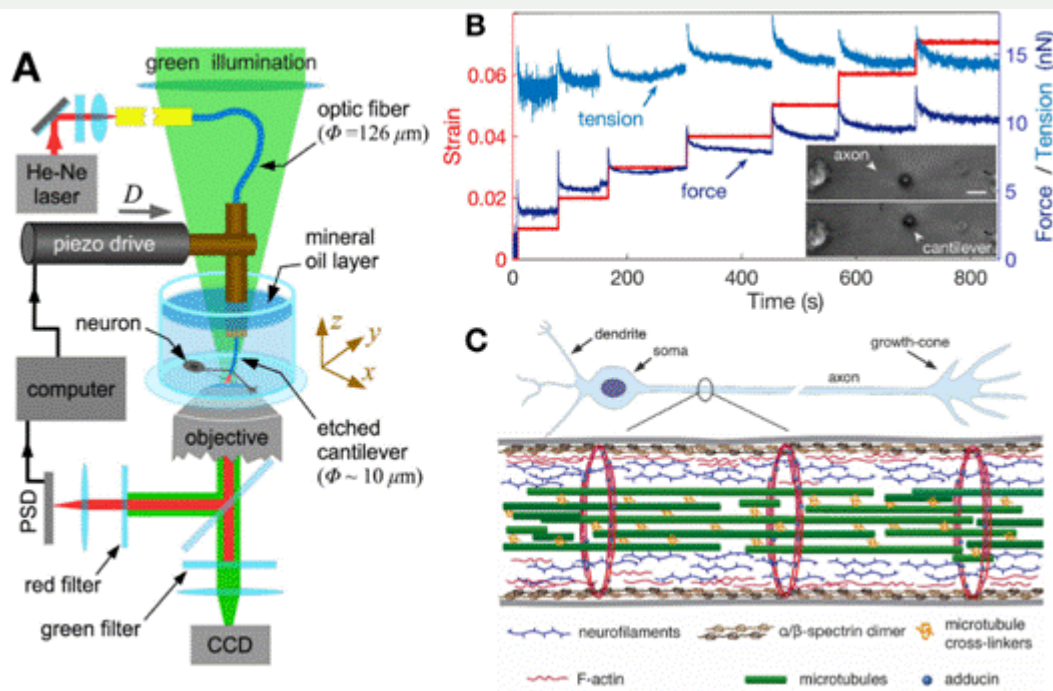 A
green illumination
optic fiber
(Φ =126 μm)
He-Ne
laser
D
piezo drive
mineral
oil layer
neuron
z
y
x
computer
etched
cantilever
(Φ ~ 10 μm)
objective
PSD
red filter
green filter
CCD
B
Strain
0.06
0.04
0.02
0
tension
force
axon
cantilever
15
10
5
0
Force / Tension (nN)
0
200
400
600
800
Time (s)
C
dendrite
soma
growth-
cone
axon
neurofilaments
α/β-spectrin dimer
microtubule
cross-linkers
F-actin
microtubules
adducin